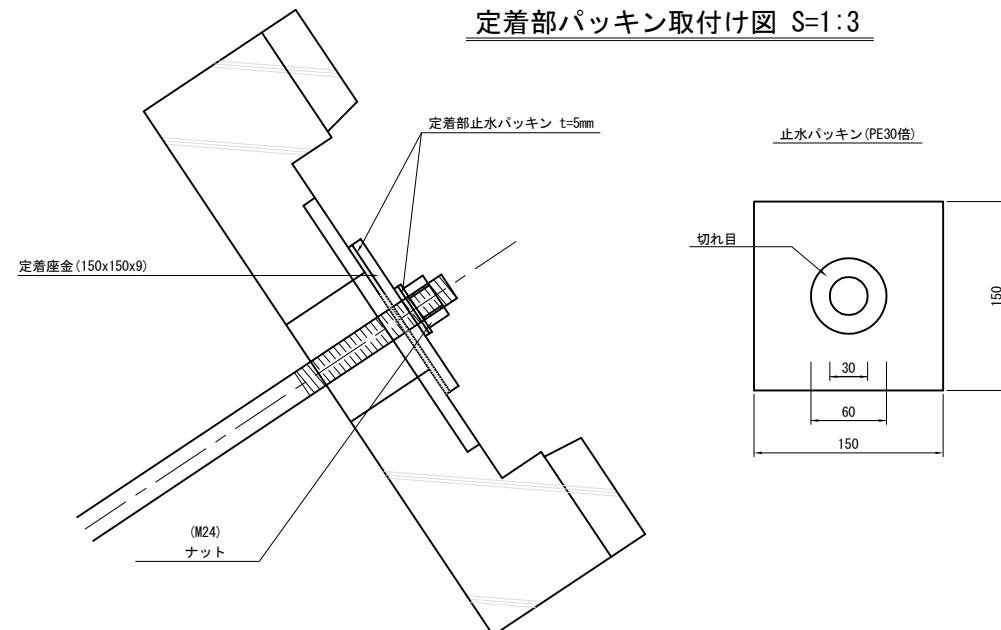 定着部パッキン取付け図 S=1:3
定着部止水パッキン t=5mm
止水パッキン(PE30倍)
切れ目
定着座金(150x150x9)
150
30
60
150
(M24)
ナット